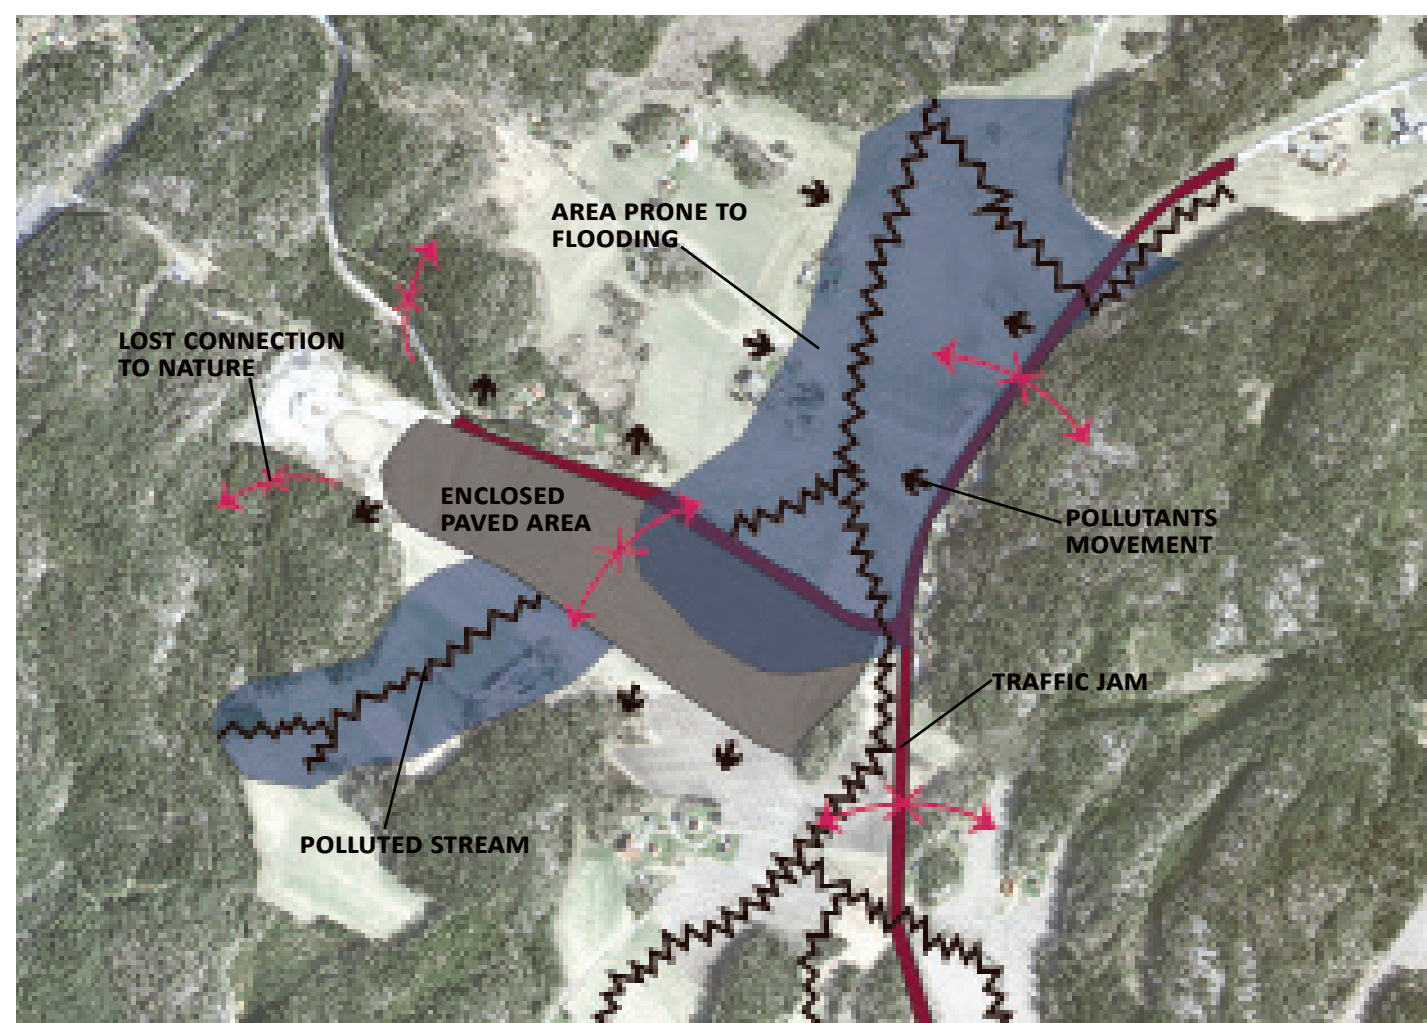 AREA PRONE TO
FLOODING
LOST CONNECTION
TO NATURE
ENCLOSED
PAVED AREA
POLLUTANTS
MOVEMENT
TRAFFIC JAM
POLLUTED STREAM